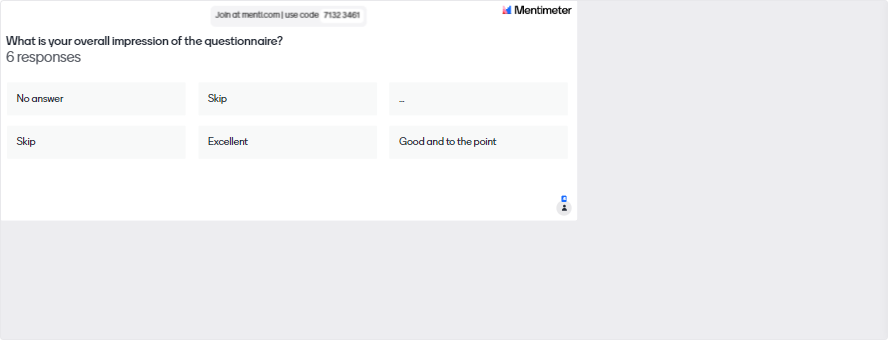 Join at menti.com | use code 7132 3461
Mentimeter
What is your overall impression of the questionnaire?
6 responses
No answer
Skip
...
Skip
Excellent
Good and to the point